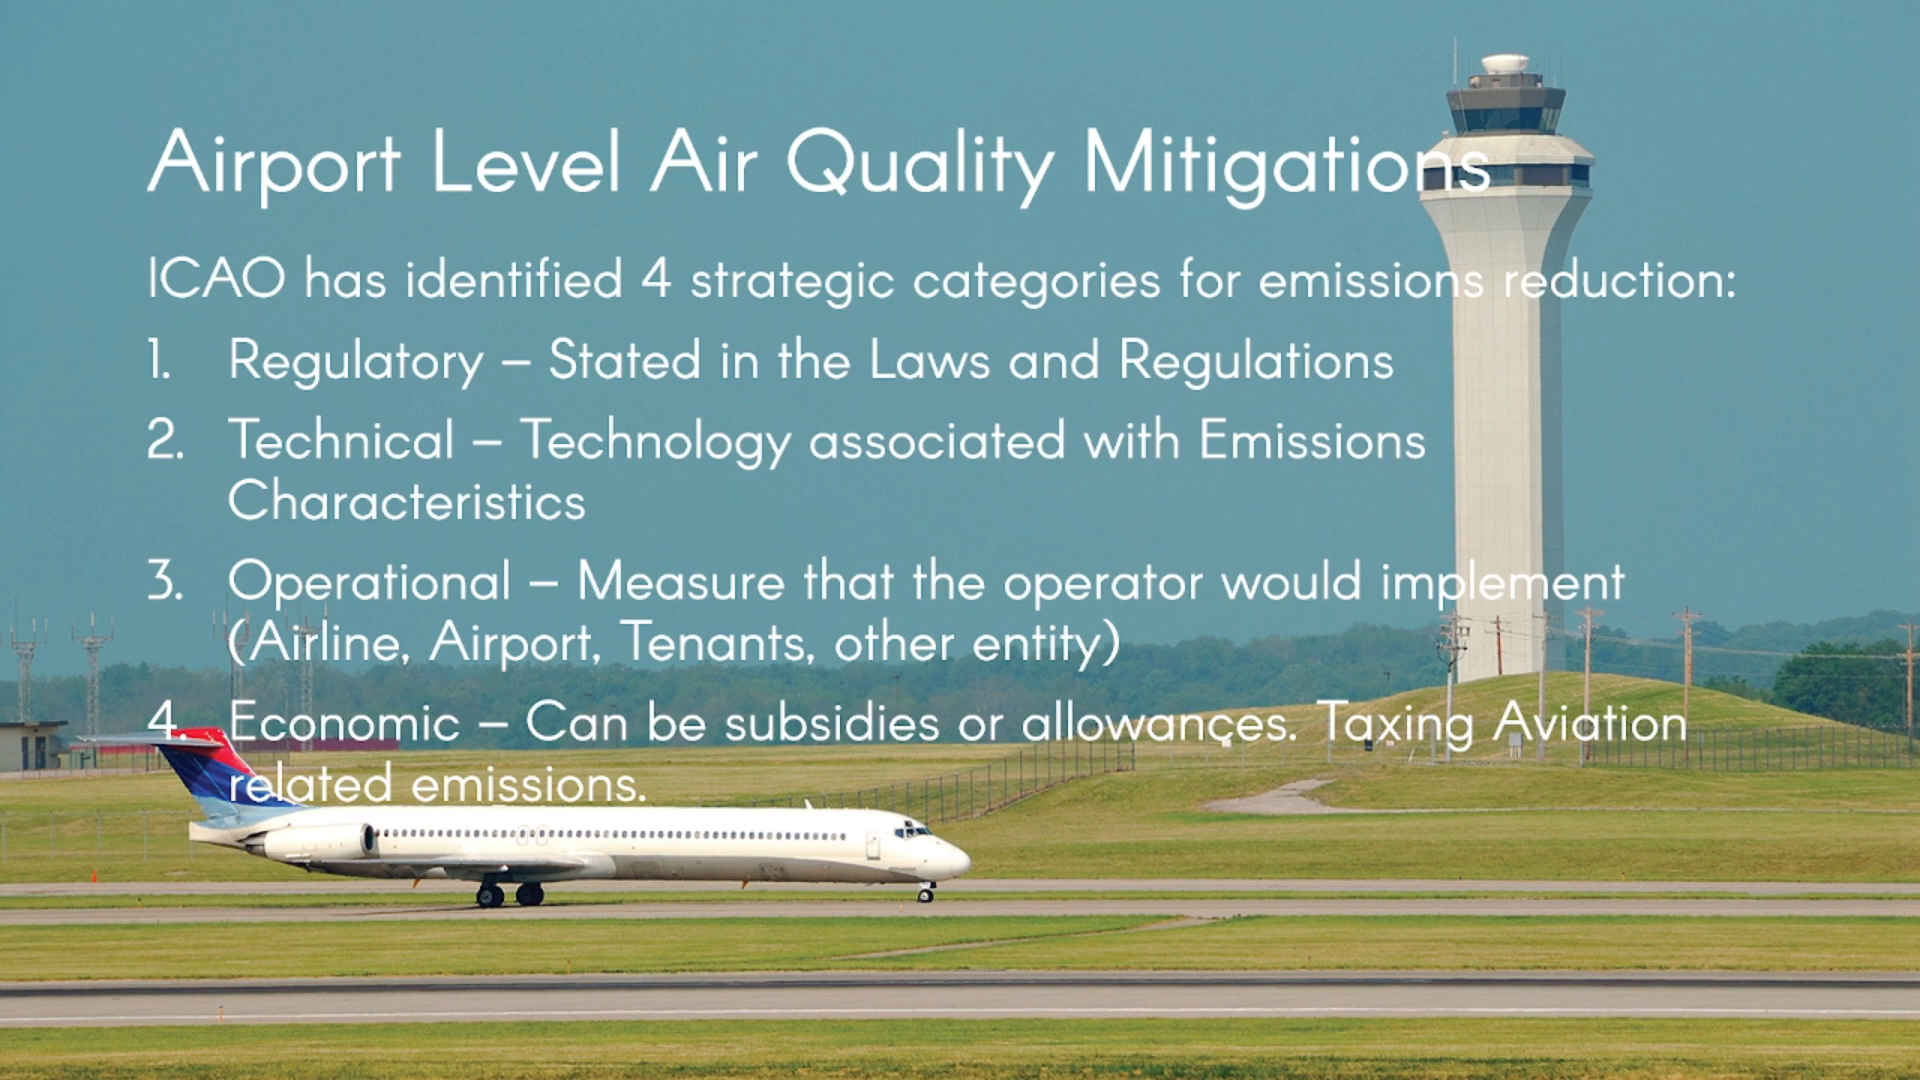 Airport Level Air Quality Mitigations
ICAO has identified 4 strategic categories for emissions reduction:
1. Regulatory – Stated in the Laws and Regulations
2. Technical – Technology associated with Emissions
Characteristics
3. Operational – Measure that the operator would implement
(Airline, Airport, Tenants, other entity)
4. Economic – Can be subsidies or allowances. Taxing Aviation
related emissions.